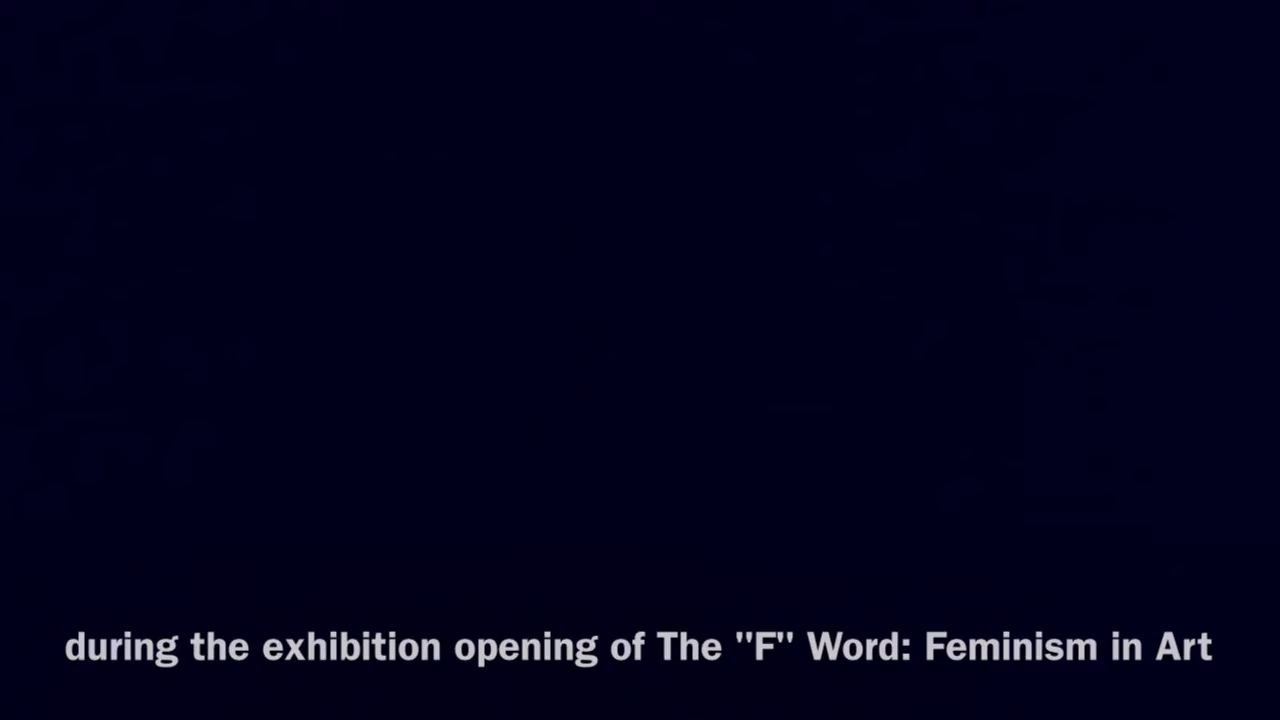 during the exhibition opening of The "F" Word: Feminism in Art